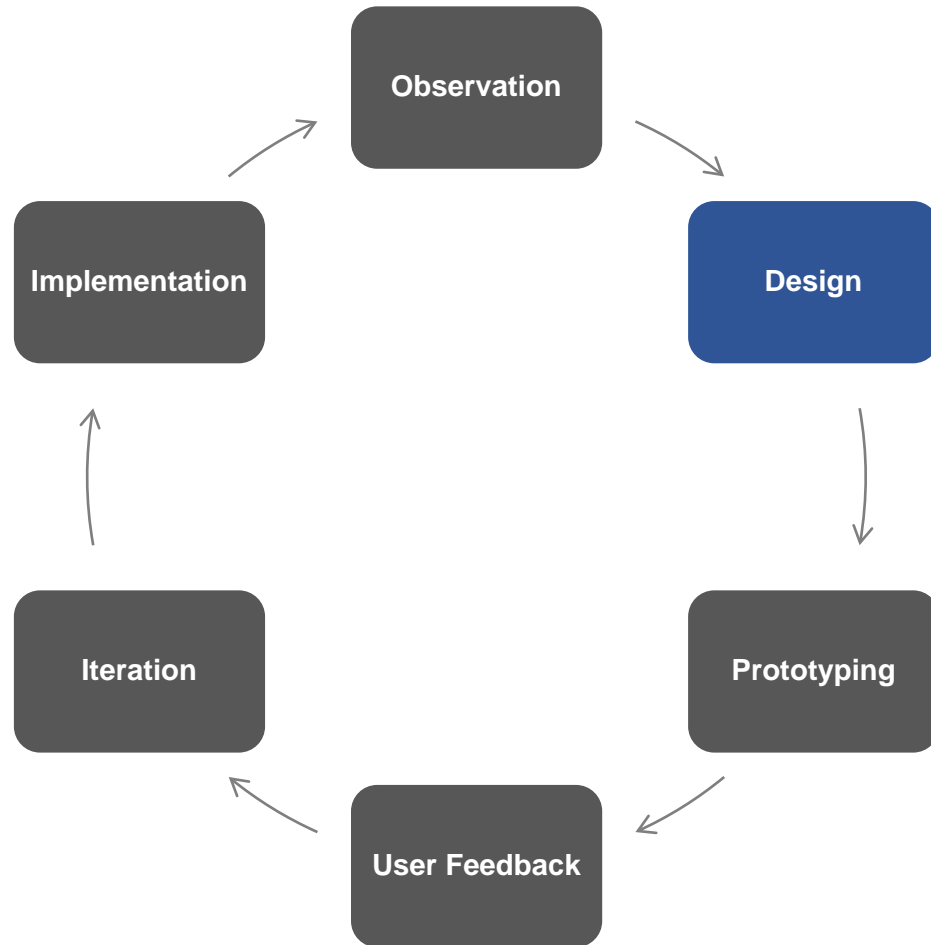 Observation
Design
Prototyping
User Feedback
Iteration
Implementation